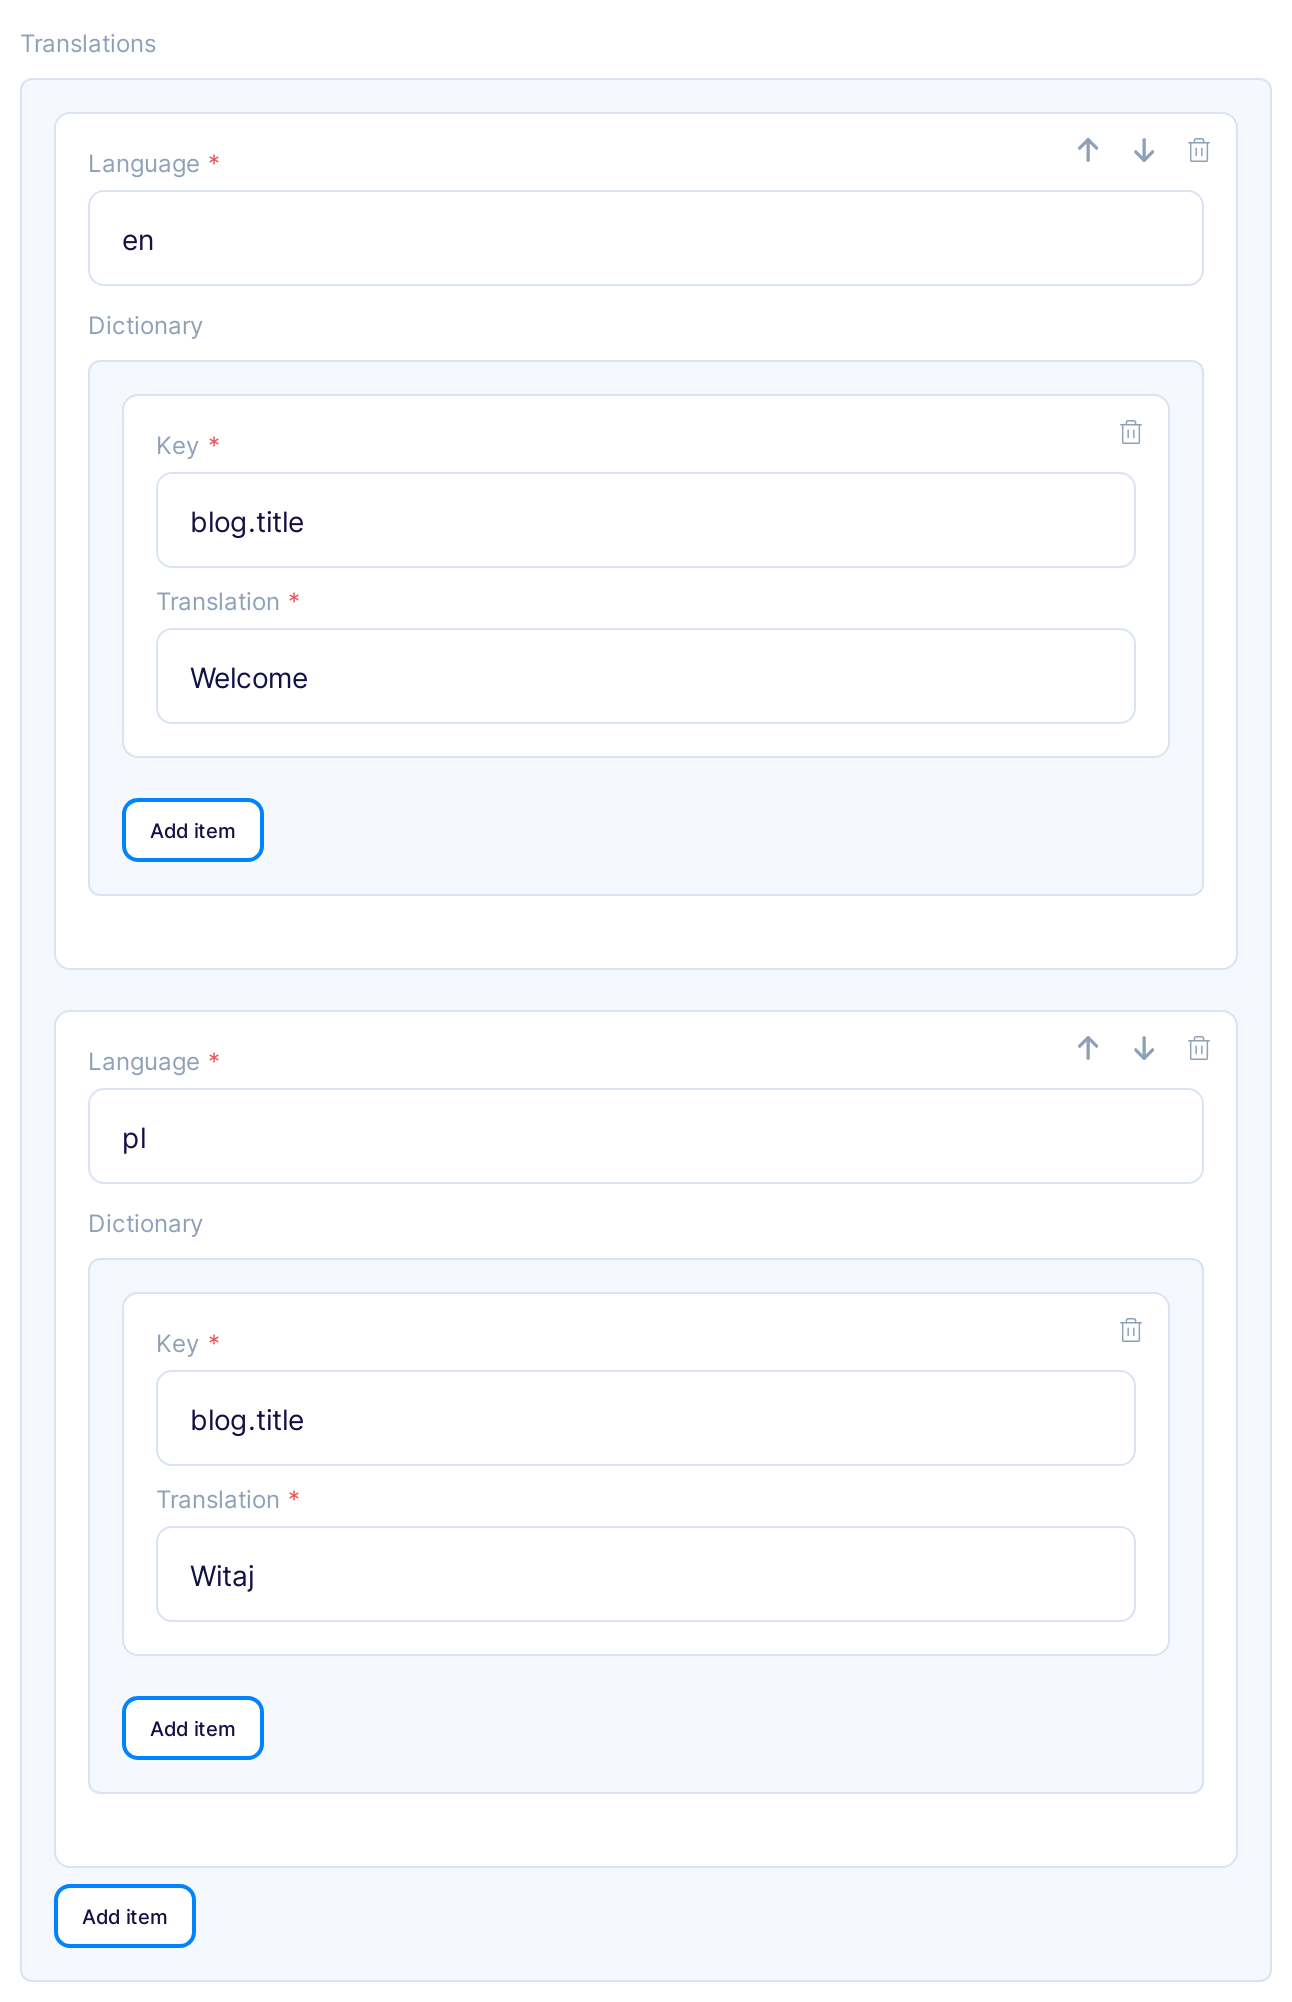 Translations
Language *
en
Dictionary
Key *
blog.title
Translation *
Welcome
Add item
Language *
pl
Dictionary
Key *
blog.title
Translation *
Witaj
Add item
Add item